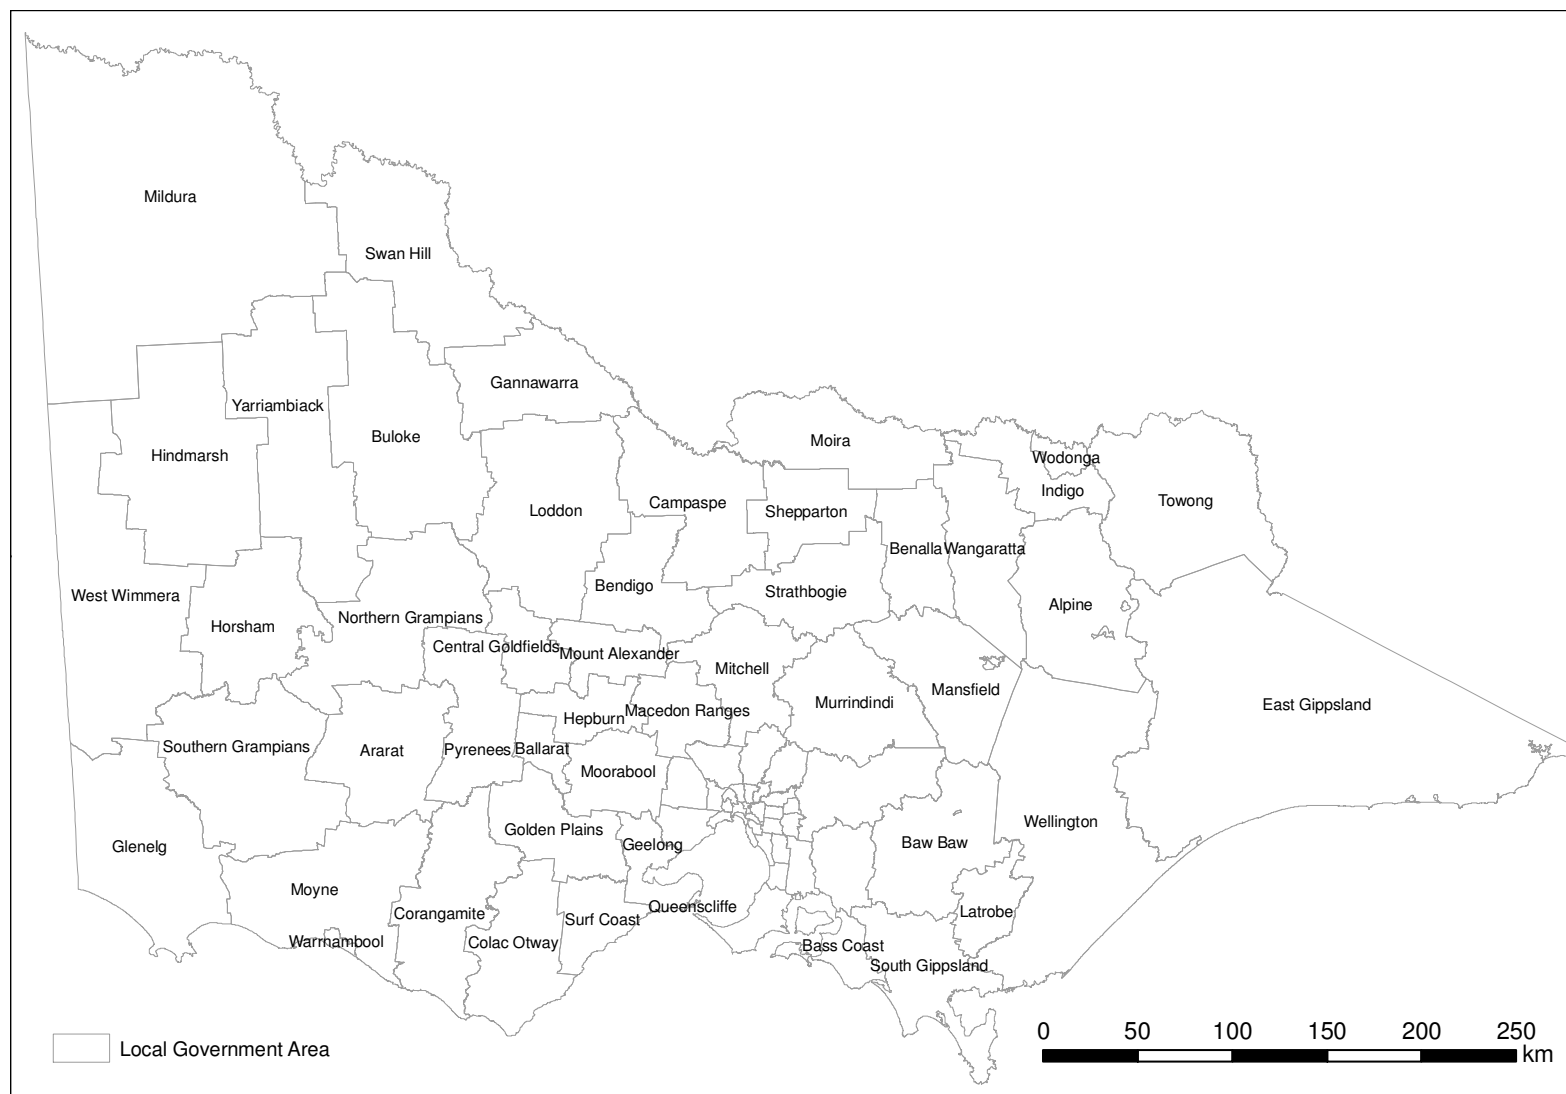 Mildura
Swan Hill
Gannawarra
Yarriambiack
Buloke
Moira
Hindmarsh
Wodonga
Indigo
Towong
Campaspe
Loddon
Shepparton
Benalla
Wangaratta
Bendigo
Strathbogie
West Wimmera
Alpine
Northern Grampians
Horsham
Central Goldfields
Mount Alexander
Mitchell
Mansfield
Murrindindi
East Gippsland
Macedon Ranges
Hepburn
Southern Grampians
Ararat
Pyrenees
Ballarat
Moorabool
Wellington
Golden Plains
Baw Baw
Geelong
Glenelg
Moyne
Queenscliffe
Corangamite
Latrobe
Surf Coast
Warrnambool
Colac Otway
Bass Coast
South Gippsland
0 50 100 150 200 250
km
Local Government Area